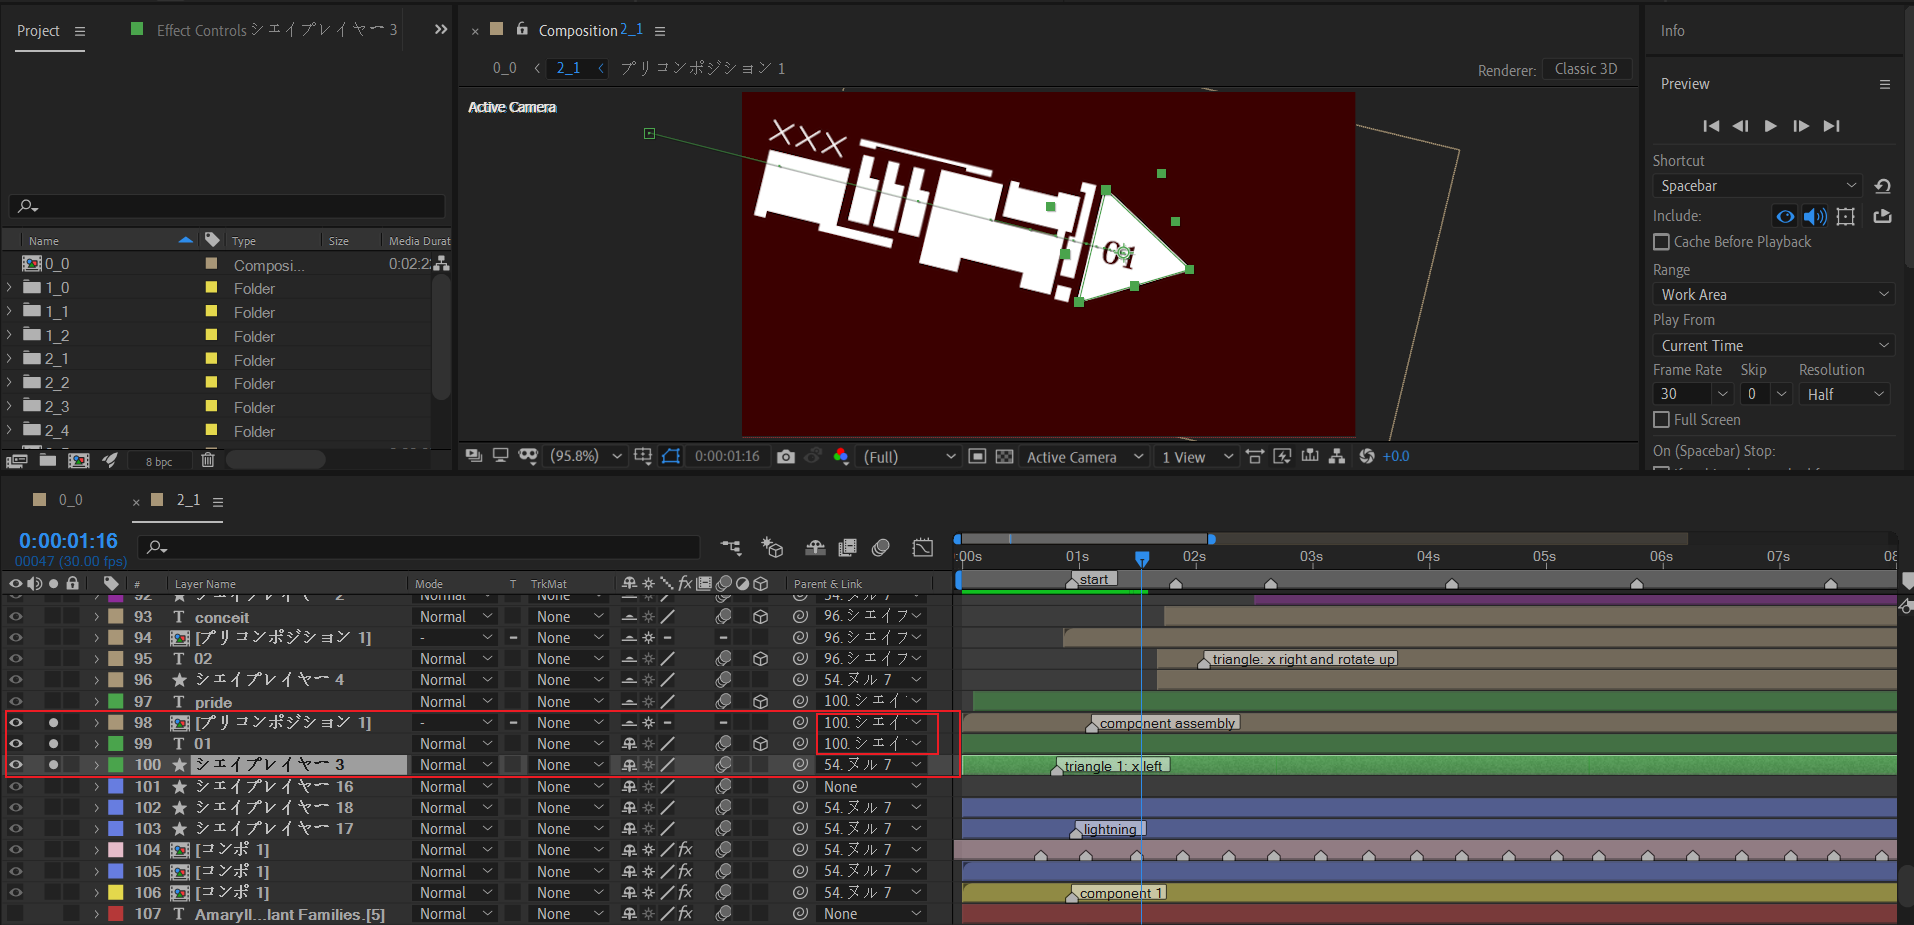 Project
Effect Controls シェイプレイヤー 3
Composition 2_1
0_0
2_1
プリコンポジション 1
Renderer:
Classic 3D
Active Camera
01
Info
Preview
Shortcut
Spacebar
Include:
Cache Before Playback
Range
Work Area
Play From
Current Time
Frame Rate Skip Resolution
30 0 Half
Full Screen
On (Spacebar) Stop:
Name Type Size Media Durat
0_0 Composi... 0:02:2
1_0 Folder
1_1 Folder
1_2 Folder
2_1 Folder
2_2 Folder
2_3 Folder
2_4 Folder
8 bpc
(95.8%) 0:00:01:16 (Full) Active Camera 1 View +0.0
0_0
2_1
0:00:01:16
00047 (30.00 fps)
:00s 01s 02s 03s 04s 05s 06s 07s 08
# Layer Name Mode T TrkMat Parent & Link
start
92 シェイプレイヤー 2 Normal None 54. ヌル 7
93 T conceit Normal None 96. シェイプ
94 [プリコンポジション 1] - None 96. シェイプ
95 T 02 Normal None 96. シェイプ
triangle: x right and rotate up
96 シェイプレイヤー 4 Normal None 54. ヌル 7
97 T pride Normal None 100. シェイ
98 [プリコンポジション 1] - None 100. シェイ
component assembly
99 T 01 Normal None 100. シェイ
100 シェイプレイヤー 3 Normal None 54. ヌル 7
triangle 1: x left
101 シェイプレイヤー 16 Normal None None
102 シェイプレイヤー 18 Normal None 54. ヌル 7
103 シェイプレイヤー 17 Normal None 54. ヌル 7
lightning
104 [コンポ 1] Normal None 54. ヌル 7
105 [コンポ 1] Normal None 54. ヌル 7
106 [コンポ 1] Normal None 54. ヌル 7
component 1
107 T Amaryll...lant Families.[5] Normal None None